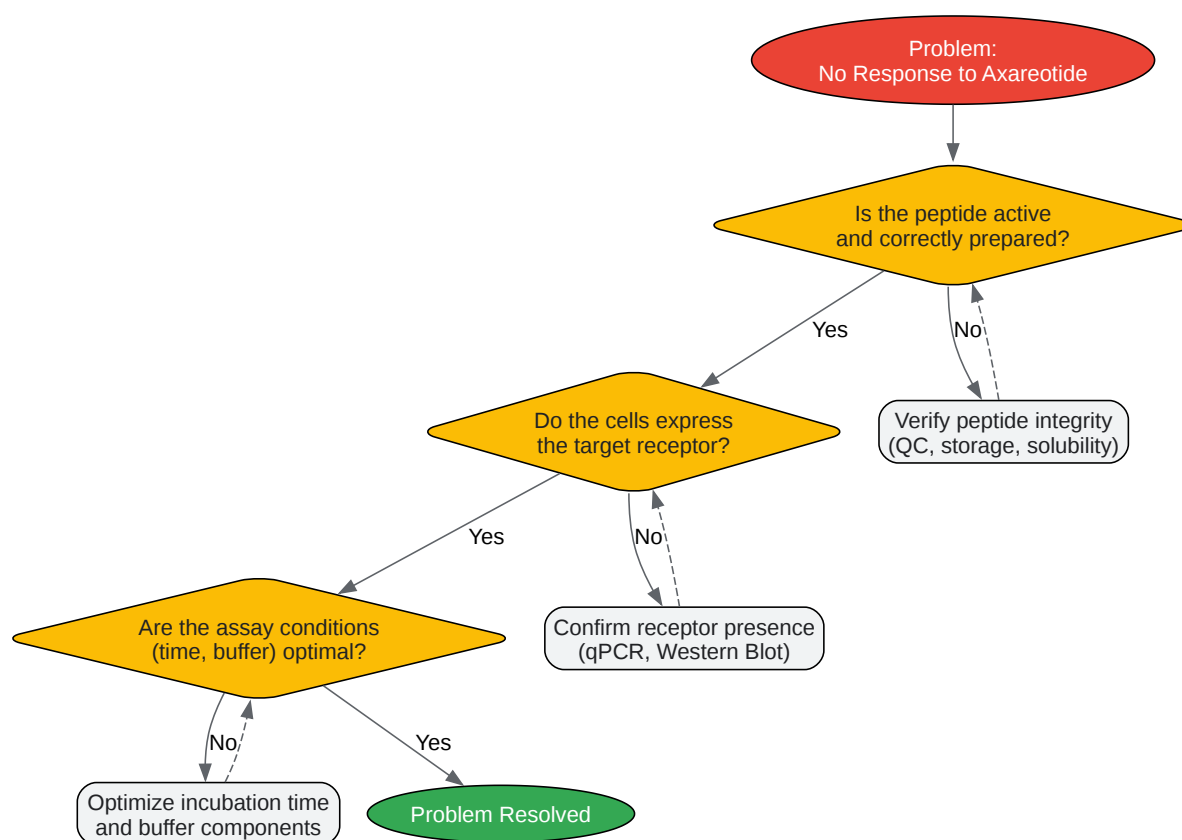 Problem:
No Response to Axareotide
Is the peptide active
and correctly prepared?
Yes
No
Verify peptide integrity
(QC, storage, solubility)
Do the cells express
the target receptor?
Yes
No
Confirm receptor presence
(qPCR, Western Blot)
Are the assay conditions
(time, buffer) optimal?
No
Yes
Optimize incubation time
and buffer components
Problem Resolved